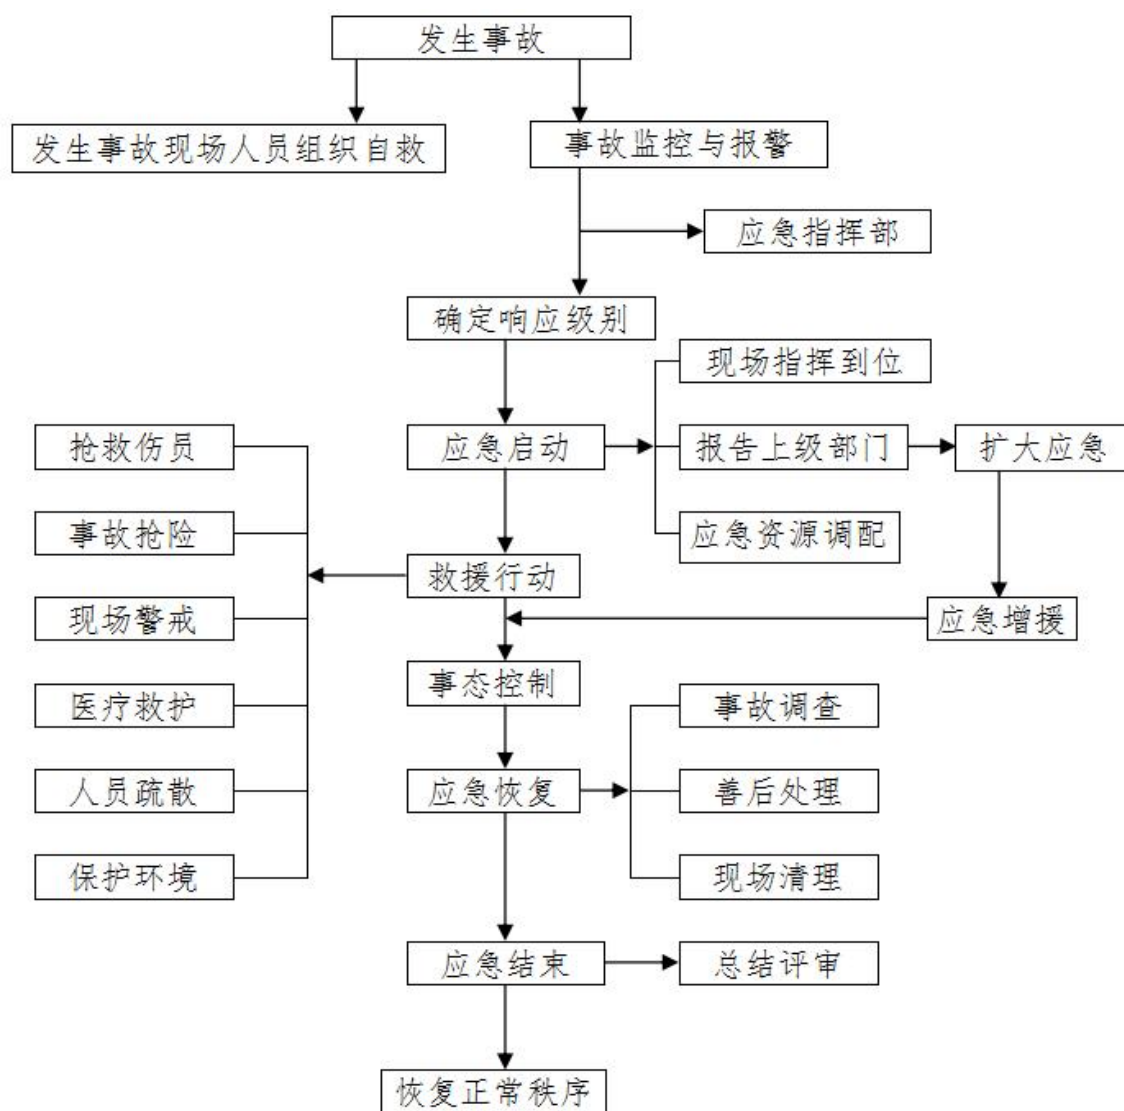 发生事故
发生事故现场人员组织自救
事故监控与报警
应急指挥部
确定响应级别
现场指挥到位
抢救伤员
应急启动
报告上级部门
扩大应急
事故抢险
应急资源调配
救援行动
现场警戒
应急增援
事态控制
医疗救护
事故调查
人员疏散
应急恢复
善后处理
保护环境
现场清理
应急结束
总结评审
恢复正常秩序